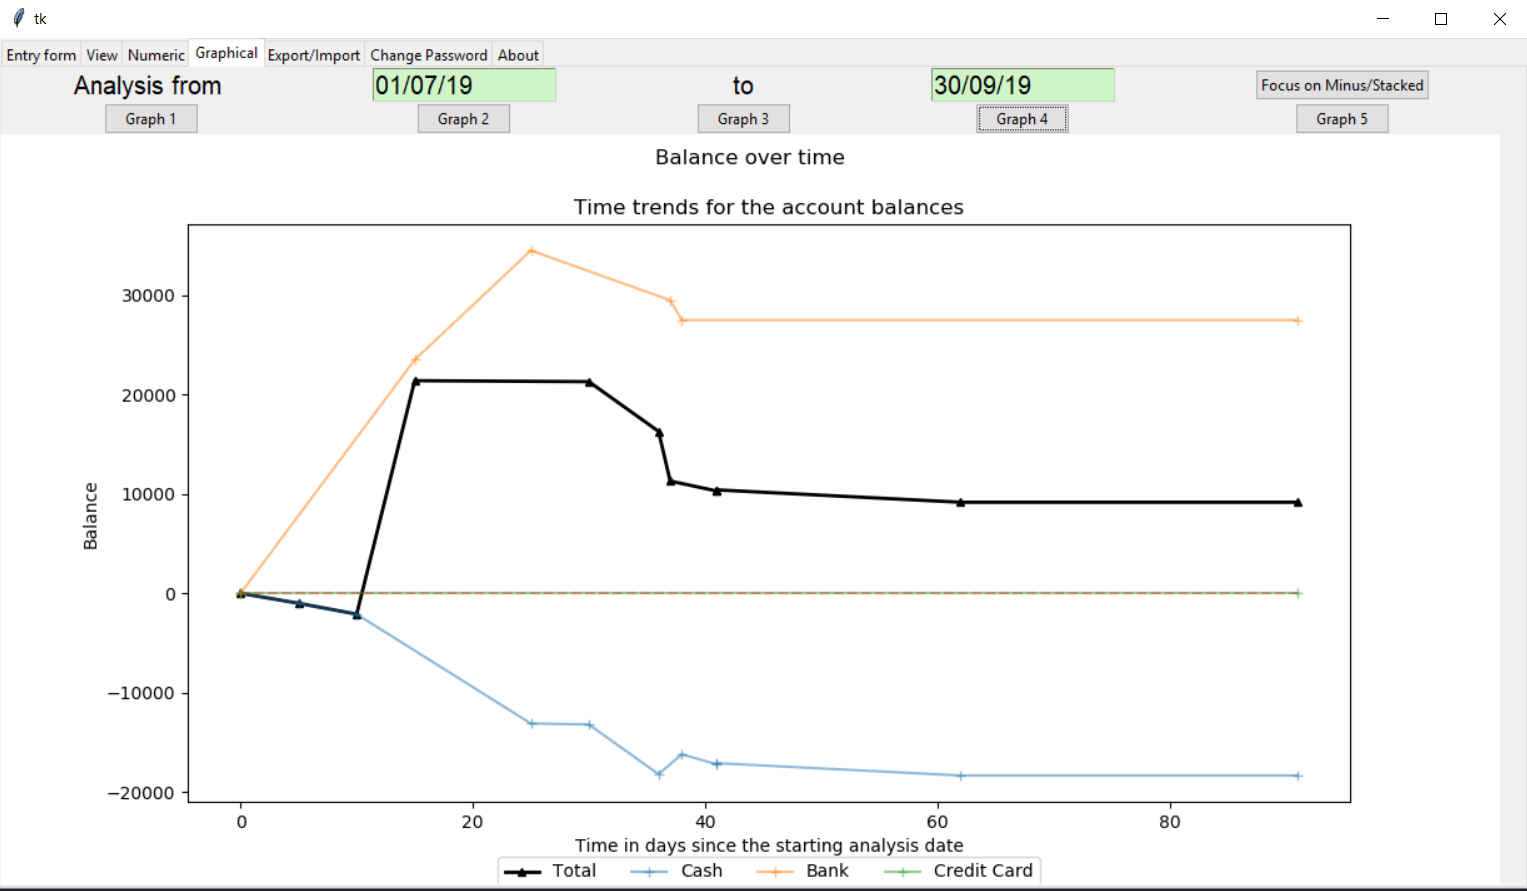 tk
Entry form View Numeric Graphical Export/Import Change Password About
Analysis from 01/07/19 to 30/09/19 Focus on Minus/Stacked
Graph 1 Graph 2 Graph 3 Graph 4 Graph 5
Balance over time
Time trends for the account balances
30000
20000
10000
0
−10000
−20000
Balance
0 20 40 60 80
Time in days since the starting analysis date
Total Cash Bank Credit Card